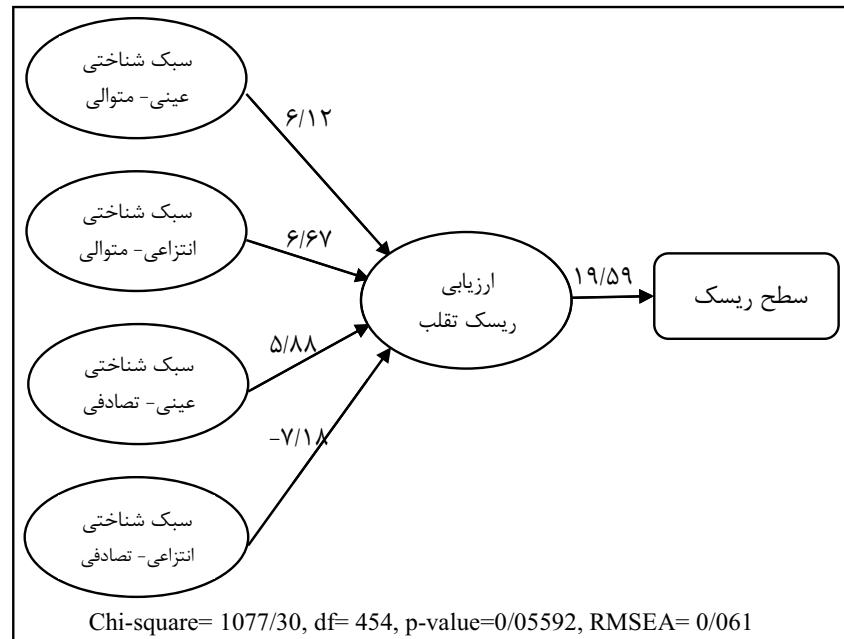 سبک شناختی
عینی- متوالی
۶/۱۲
سبک شناختی
انتزاعی- متوالی
۶/۶۷
ارزیابی
ریسک تقلب
۱۹/۵۹
سطح ریسک
سبک شناختی
عینی- تصادفی
۵/۸۸
-۷/۱۸
سبک شناختی
انتزاعی- تصادفی
Chi-square= 1077/30, df= 454, p-value=0/05592, RMSEA= 0/061